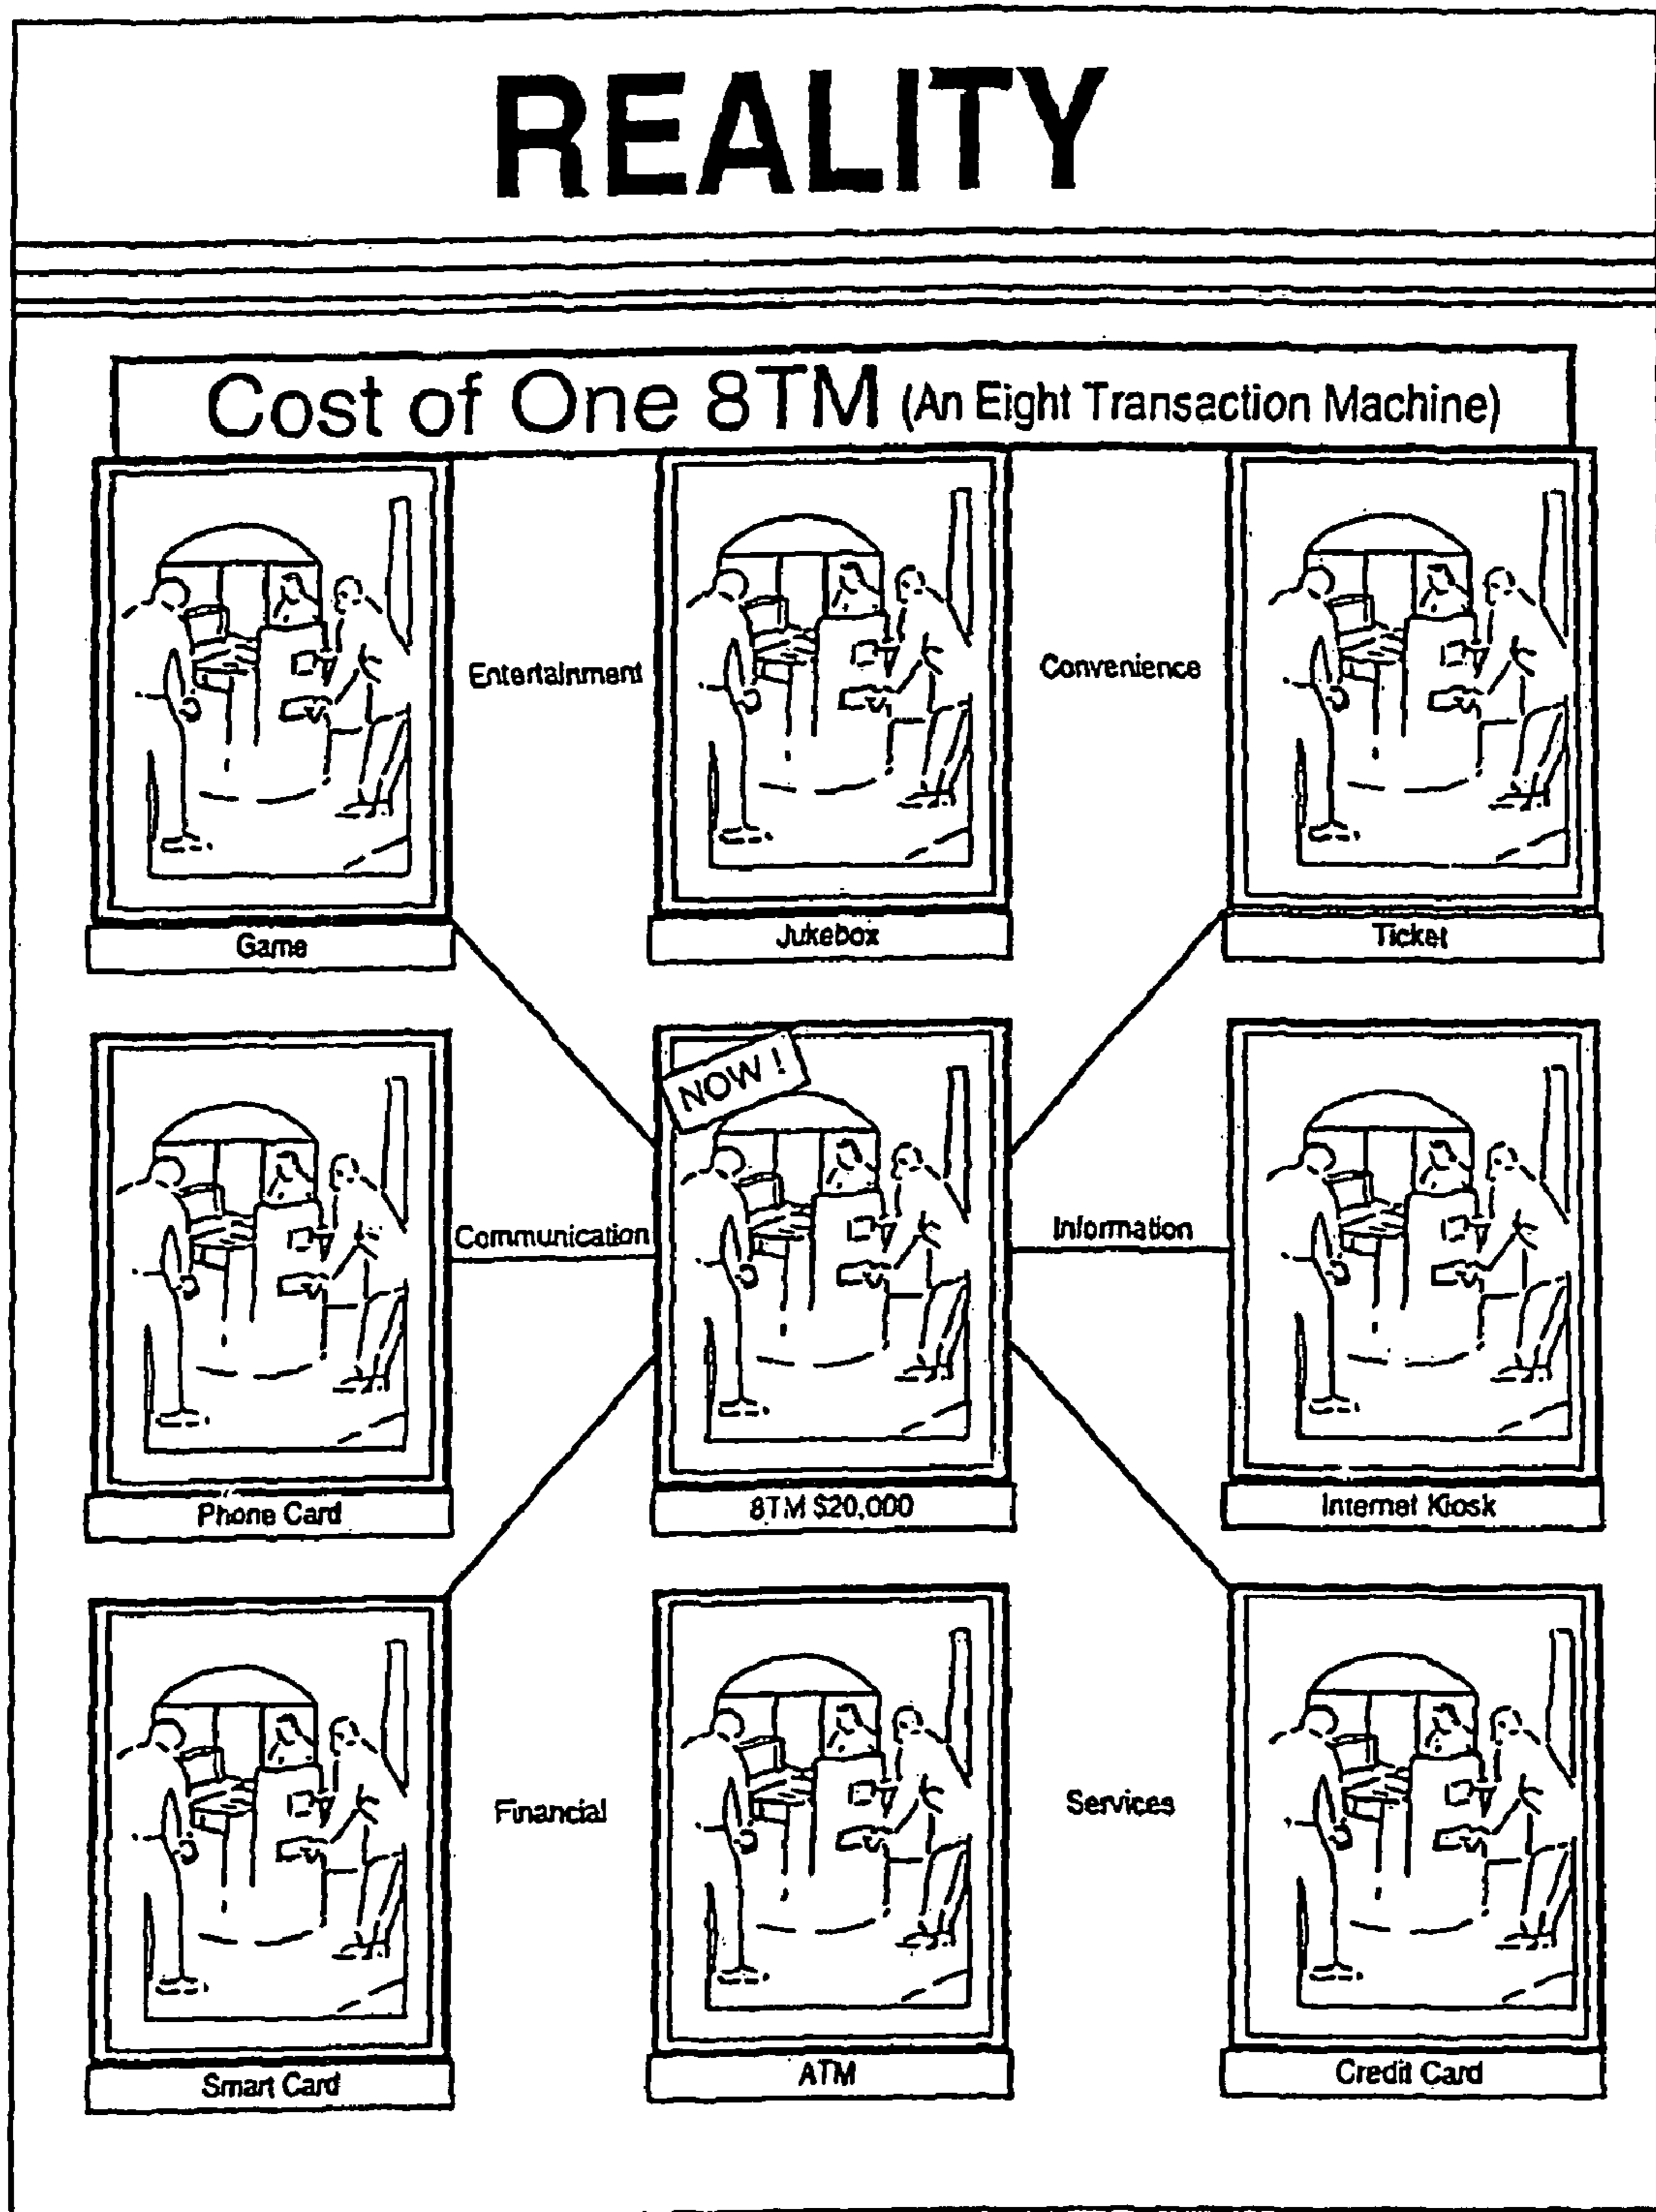 REALITY
Cost of One 8TM (An Eight Transaction Machine)
Entertainment
Convenience
Game
Jukebox
Ticket
NOW !
Communication
Information
Phone Card
8TM $20,000
Internet Kiosk
Financial
Services
Smart Card
ATM
Credit Card